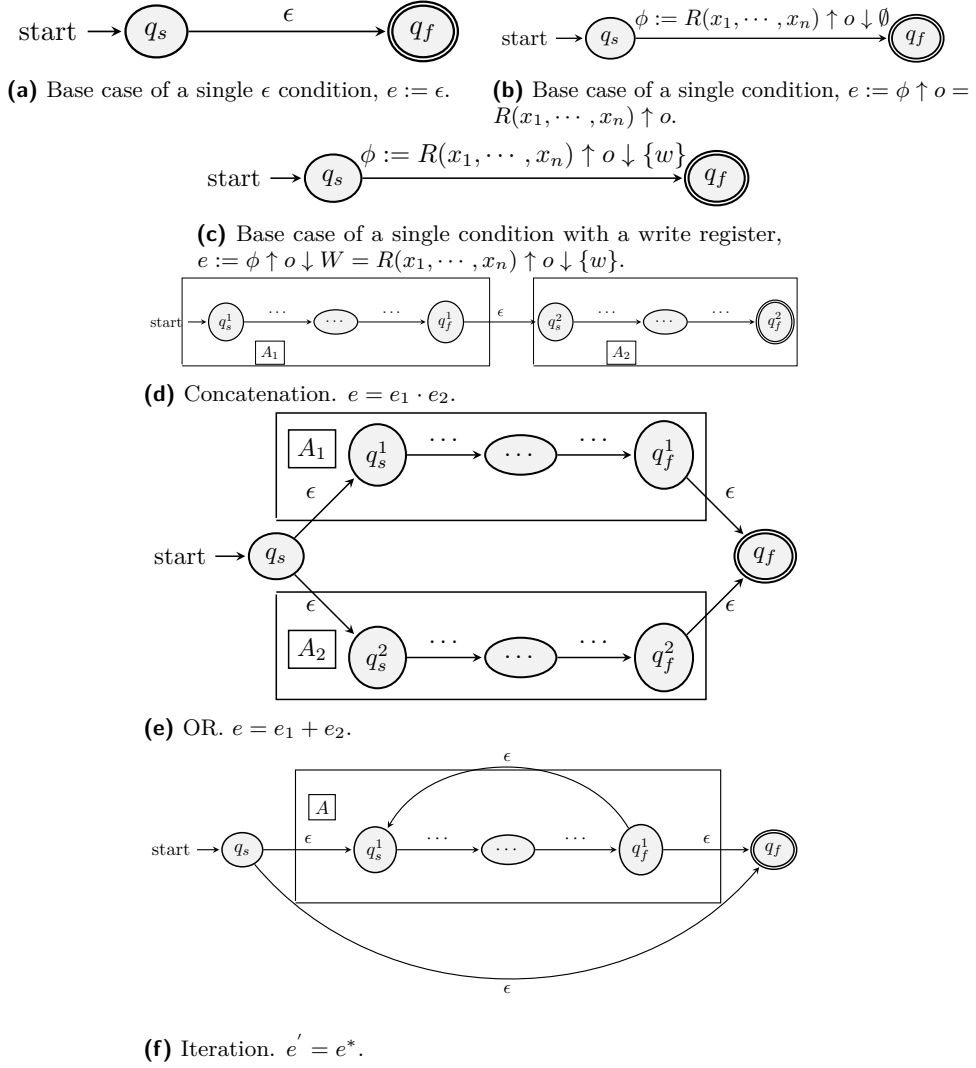 start
q_s
ϵ
q_f
(a) Base case of a single ϵ condition, e := ϵ.
start
q_s
ϕ := R(x_1, ⋯ , x_n) ↑ o ↓ ∅
q_f
(b) Base case of a single condition, e := ϕ ↑ o =
R(x_1, ⋯ , x_n) ↑ o.
start
q_s
ϕ := R(x_1, ⋯ , x_n) ↑ o ↓ {w}
q_f
(c) Base case of a single condition with a write register,
e := ϕ ↑ o ↓ W = R(x_1, ⋯ , x_n) ↑ o ↓ {w}.
start
q_s^1
⋯
⋯
⋯
q_f^1
A_1
ϵ
q_s^2
⋯
⋯
⋯
q_f^2
A_2
(d) Concatenation. e = e_1 · e_2.
A_1
q_s^1
⋯
⋯
⋯
q_f^1
ϵ
ϵ
start
q_s
q_f
ϵ
ϵ
A_2
q_s^2
⋯
⋯
⋯
q_f^2
(e) OR. e = e_1 + e_2.
ϵ
A
start
q_s
ϵ
q_s^1
⋯
⋯
⋯
q_f^1
ϵ
q_f
ϵ
(f) Iteration. e' = e*.